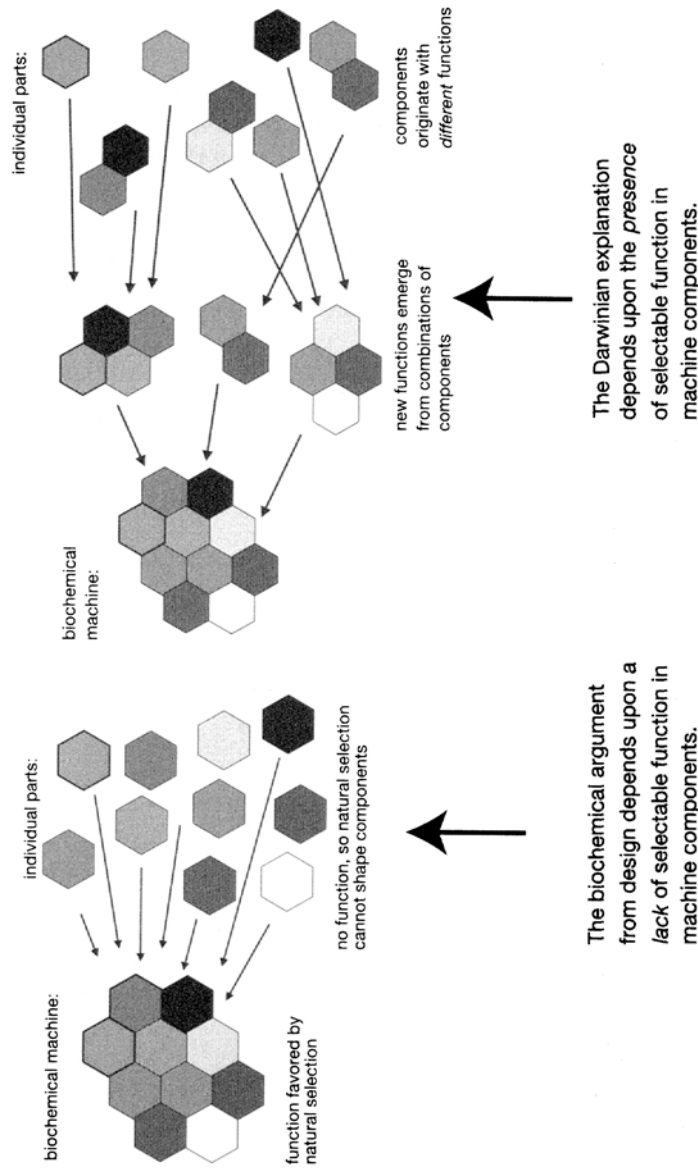 biochemical machine:
individual parts:
function favored by
natural selection
no function, so natural selection
cannot shape components
The biochemical argument
from design depends upon a
lack of selectable function in
machine components.
biochemical
machine:
individual parts:
new functions emerge
from combinations of
components
components
originate with
different functions
The Darwinian explanation
depends upon the presence
of selectable function in
machine components.